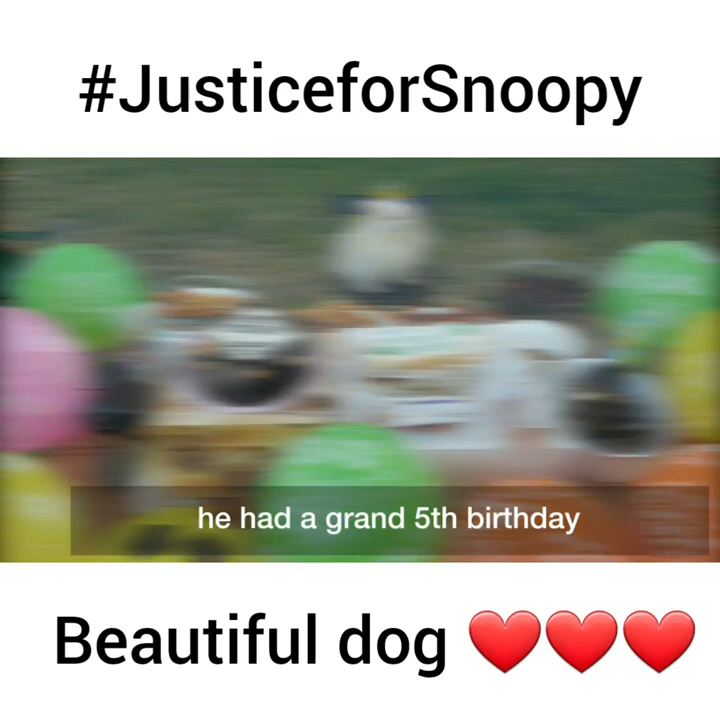 #JusticeforSnoopy
he had a grand 5th birthday
Beautiful dog ❤️❤️❤️